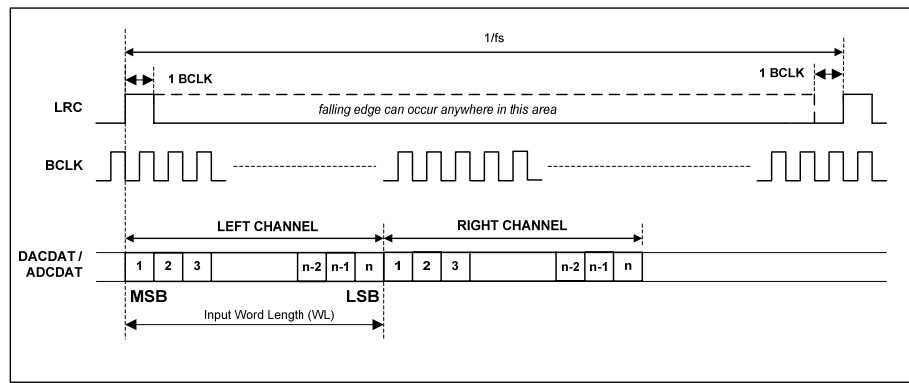 1/fs
1 BCLK
1 BCLK
LRC
falling edge can occur anywhere in this area
BCLK
LEFT CHANNEL
RIGHT CHANNEL
DACDAT /
ADCDAT
1 2 3 n-2 n-1 n 1 2 3 n-2 n-1 n
MSB LSB
Input Word Length (WL)